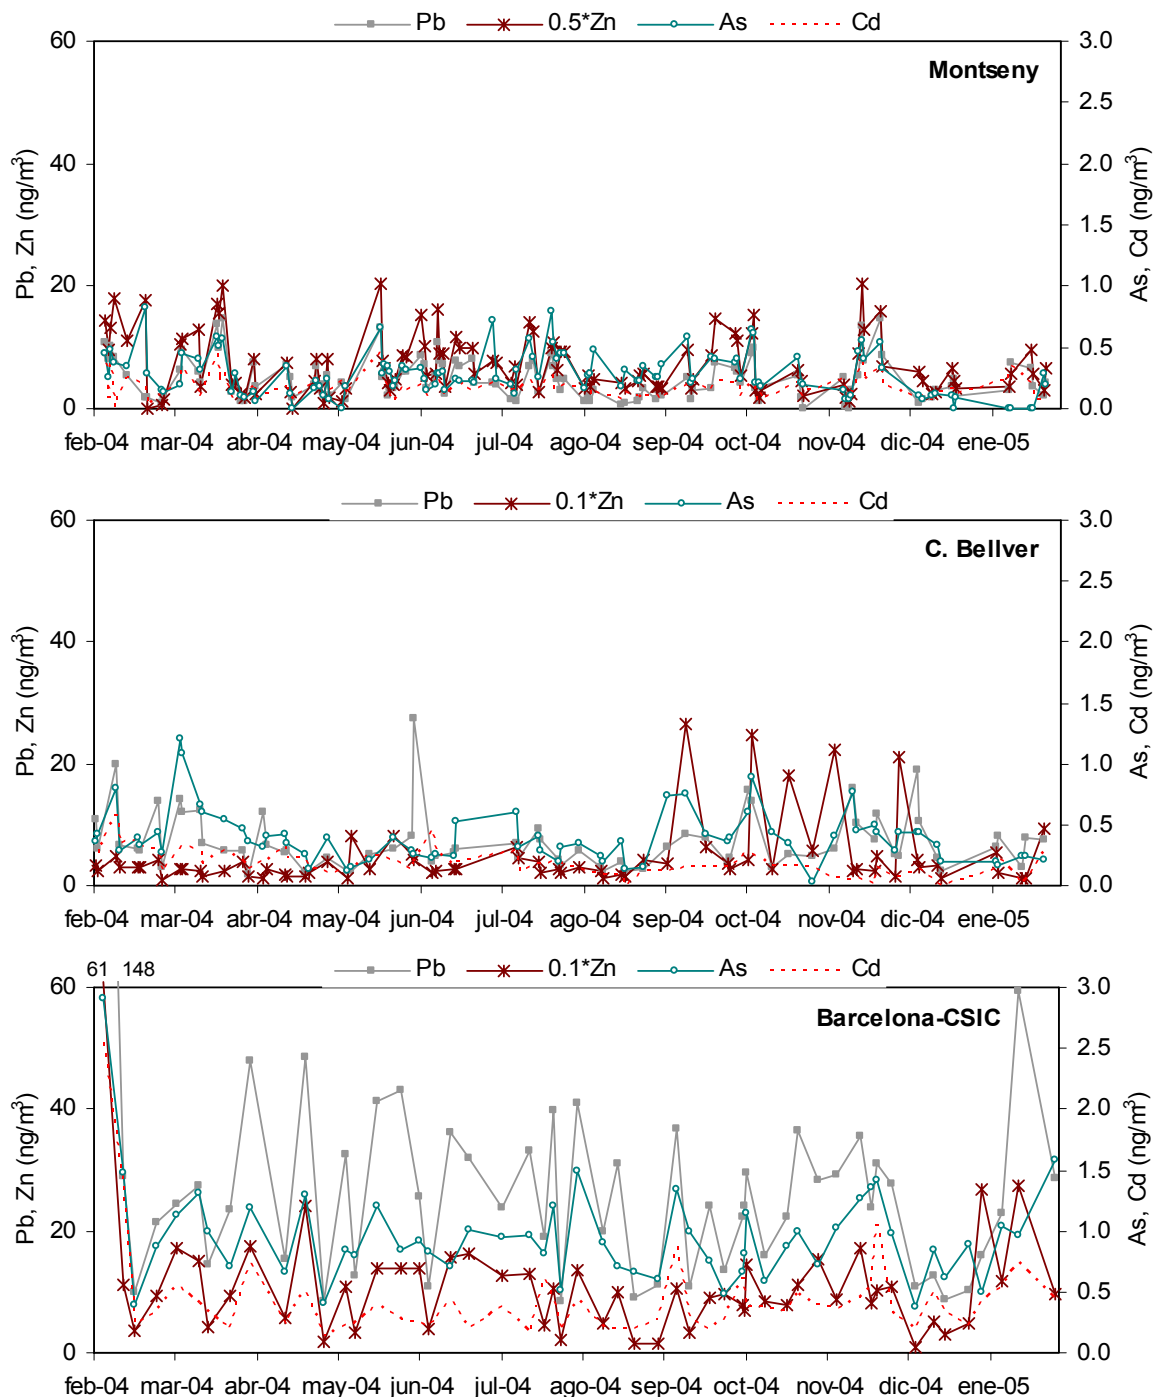 Pb 0.5*Zn As Cd
60 3.0
Montseny
2.5
40 2.0
1.5
20 1.0
0.5
0 0.0
Pb, Zn (ng/m³)
As, Cd (ng/m³)
feb-04 mar-04 abr-04 may-04 jun-04 jul-04 ago-04 sep-04 oct-04 nov-04 dic-04 ene-05
Pb 0.1*Zn As Cd
60 3.0
C. Bellver
2.5
40 2.0
1.5
20 1.0
0.5
0 0.0
Pb, Zn (ng/m³)
As, Cd (ng/m³)
feb-04 mar-04 abr-04 may-04 jun-04 jul-04 ago-04 sep-04 oct-04 nov-04 dic-04 ene-05
61 148 Pb 0.1*Zn As Cd
60 3.0
Barcelona-CSIC
2.5
40 2.0
1.5
20 1.0
0.5
0 0.0
Pb, Zn (ng/m³)
As, Cd (ng/m³)
feb-04 mar-04 abr-04 may-04 jun-04 jul-04 ago-04 sep-04 oct-04 nov-04 dic-04 ene-05